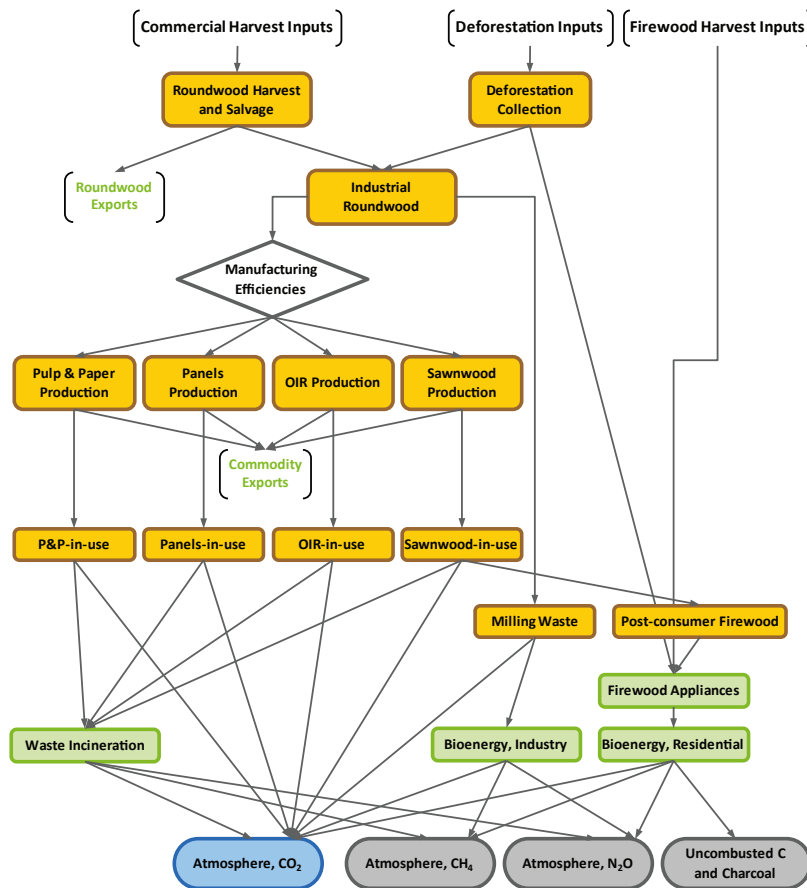 Commercial Harvest Inputs
Deforestation Inputs
Firewood Harvest Inputs
Roundwood Harvest
and Salvage
Deforestation
Collection
Roundwood
Exports
Industrial
Roundwood
Manufacturing
Efficiencies
Pulp & Paper
Production
Panels
Production
OIR Production
Sawnwood
Production
Commodity
Exports
P&P-in-use
Panels-in-use
OIR-in-use
Sawnwood-in-use
Milling Waste
Post-consumer Firewood
Firewood Appliances
Waste Incineration
Bioenergy, Industry
Bioenergy, Residential
Atmosphere, CO₂
Atmosphere, CH₄
Atmosphere, N₂O
Uncombusted C
and Charcoal